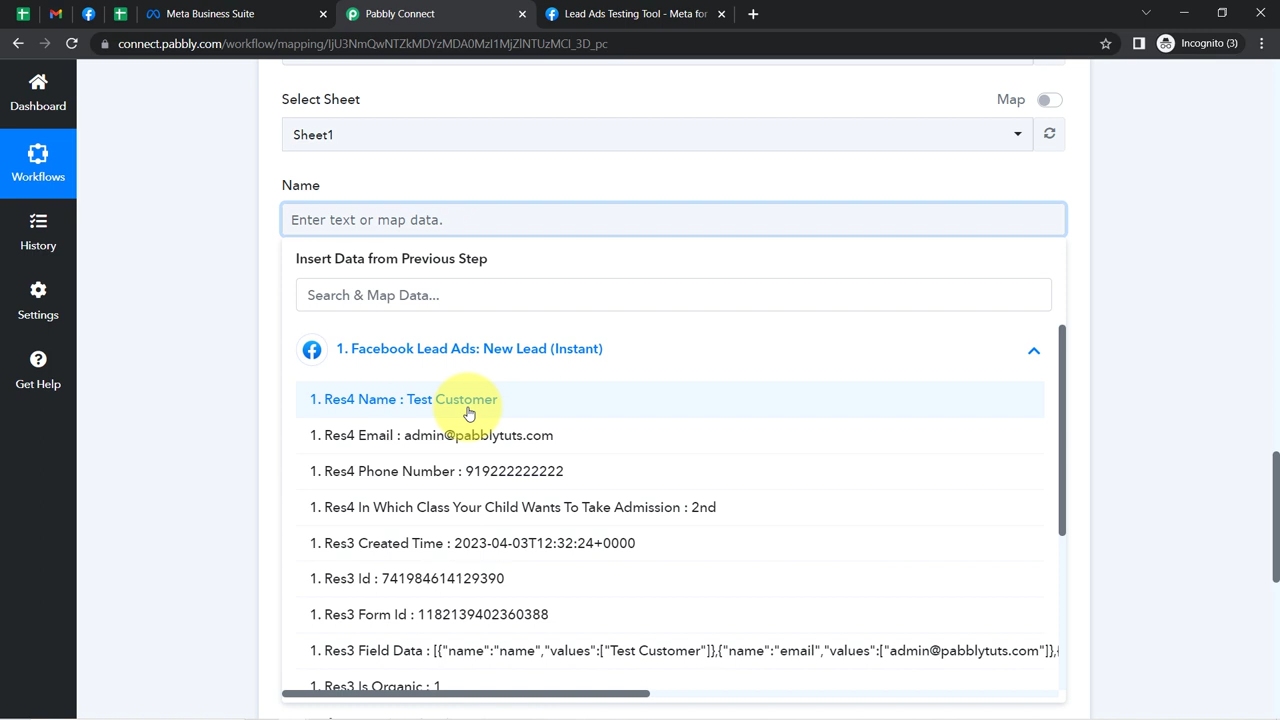 Meta Business Suite
Pabbly Connect
Lead Ads Testing Tool - Meta for
connect.pabbly.com/workflow/mapping/IjU3NmQwNTZkMDYzMDA0MzI1MjZlNTUzMCI_3D_pc
Incognito (3)
Dashboard
Workflows
History
Settings
Get Help
Select Sheet
Map
Sheet1
Name
Enter text or map data.
Insert Data from Previous Step
Search & Map Data...
1. Facebook Lead Ads: New Lead (Instant)
1. Res4 Name : Test Customer
1. Res4 Email : admin@pabblytuts.com
1. Res4 Phone Number : 919222222222
1. Res4 In Which Class Your Child Wants To Take Admission : 2nd
1. Res3 Created Time : 2023-04-03T12:32:24+0000
1. Res3 Id : 741984614129390
1. Res3 Form Id : 1182139402360388
1. Res3 Field Data : [{"name":"name","values":["Test Customer"]},{"name":"email","values":["admin@pabblytuts.com"]},{
1. Res3 Is Organic : 1